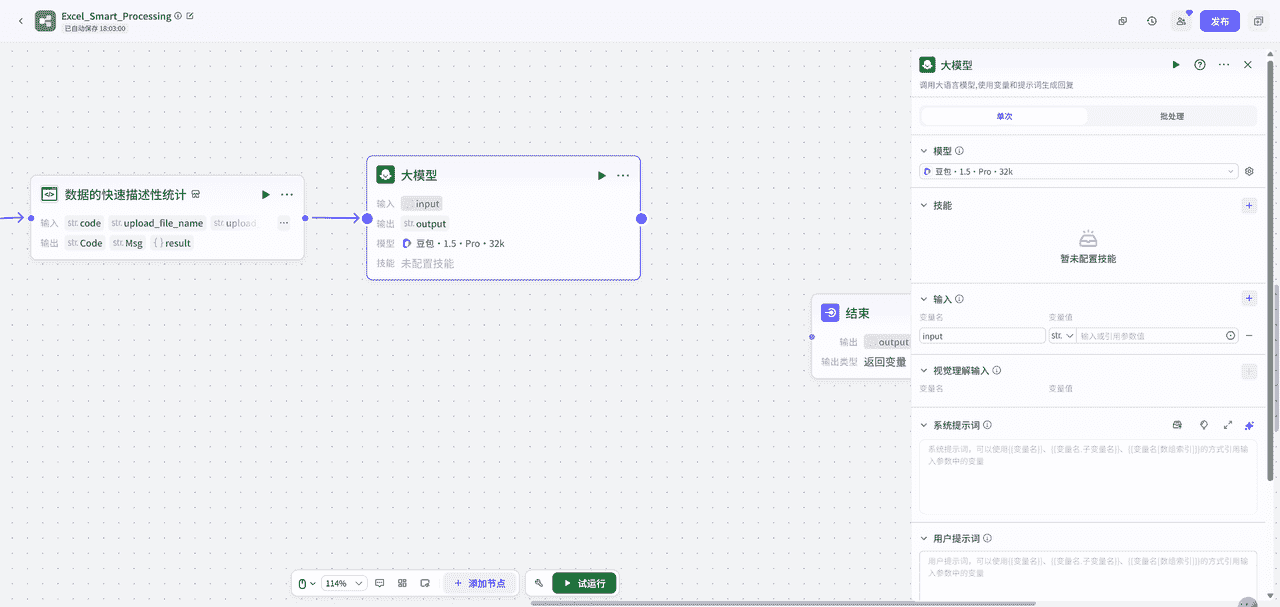 Excel_Smart_Processing
已自动保存 18:03:00
发布
数据的快速描述性统计
输入 str. code str. upload_file_name str. upload
输出 str. Code str. Msg { } result
大模型
输入 input
输出 str. output
模型 豆包·1.5·Pro·32k
技能 未配置技能
结束
输出 output
输出类型 返回变量
114%
添加节点
试运行
大模型
调用大语言模型,使用变量和提示词生成回复
单次 批处理
模型
豆包·1.5·Pro·32k
技能
暂未配置技能
输入
变量名 变量值
input str. 输入或引用参数值
视觉理解输入
变量名 变量值
系统提示词
系统提示词，可以使用{{变量名}}、{{变量名.子变量名}}、{{变量名[数组索引]}}的方式引用输
入参数中的变量
用户提示词
用户提示词，可以使用{{变量名}}、{{变量名.子变量名}}、{{变量名[数组索引]}}的方式引用输
入参数中的变量